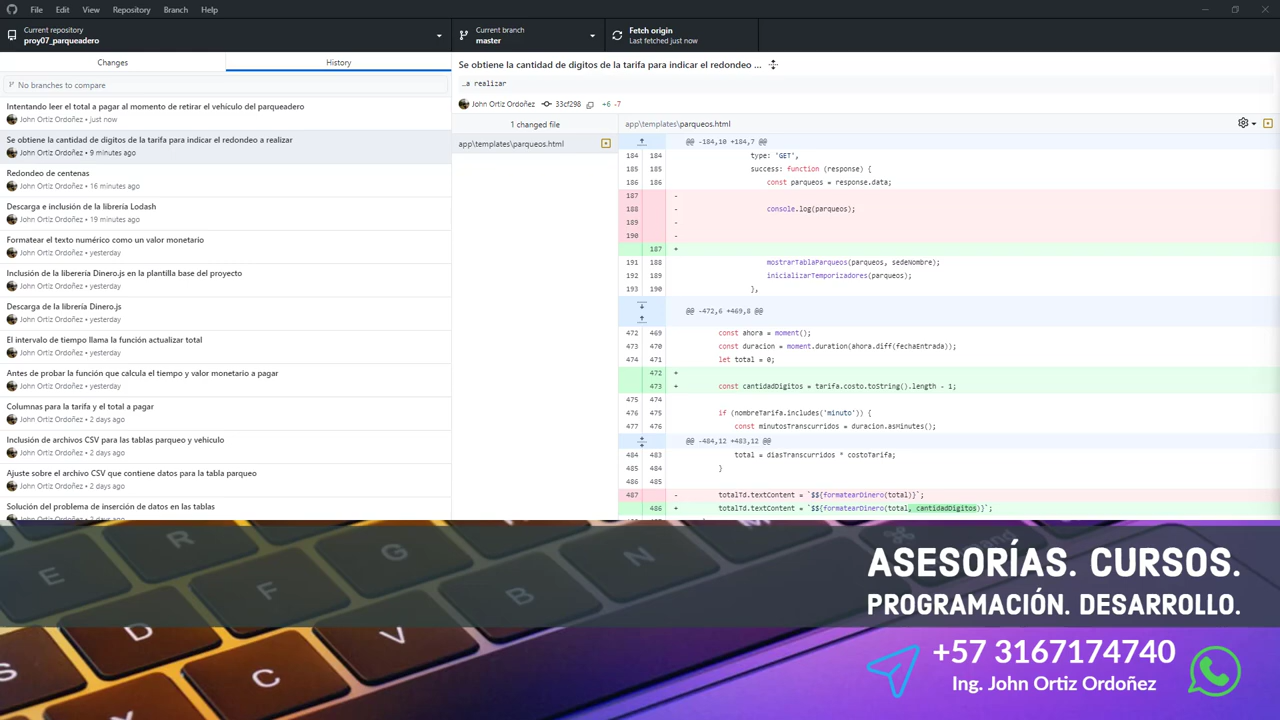 File Edit View Repository Branch Help
Current repository
proy07_parqueadero
Current branch
master
Fetch origin
Last fetched just now
Changes
History
No branches to compare
Intentando leer el total a pagar al momento de retirar el vehículo del parqueadero
John Ortiz Ordoñez • just now
Se obtiene la cantidad de digitos de la tarifa para indicar el redondeo a realizar
John Ortiz Ordoñez • 9 minutes ago
Redondeo de centenas
John Ortiz Ordoñez • 16 minutes ago
Descarga e inclusión de la librería Lodash
John Ortiz Ordoñez • 19 minutes ago
Formatear el texto numérico como un valor monetario
John Ortiz Ordoñez • yesterday
Inclusión de la liberería Dinero.js en la plantilla base del proyecto
John Ortiz Ordoñez • yesterday
Descarga de la librería Dinero.js
John Ortiz Ordoñez • yesterday
El intervalo de tiempo llama la función actualizar total
John Ortiz Ordoñez • yesterday
Antes de probar la función que calcula el tiempo y valor monetario a pagar
John Ortiz Ordoñez • yesterday
Columnas para la tarifa y el total a pagar
John Ortiz Ordoñez • 2 days ago
Inclusión de archivos CSV para las tablas parqueo y vehiculo
John Ortiz Ordoñez • 2 days ago
Ajuste sobre el archivo CSV que contiene datos para la tabla parqueo
John Ortiz Ordoñez • 2 days ago
Solución del problema de inserción de datos en las tablas
John Ortiz Ordoñez • 2 days ago
Se obtiene la cantidad de digitos de la tarifa para indicar el redondeo ...
…a realizar
John Ortiz Ordoñez 33cf298 +6 -7
1 changed file
app\templates\parqueos.html
app\templates\parqueos.html
@@ -184,10 +184,7 @@
184 184 type: 'GET',
185 185 success: function (response) {
186 186 const parqueos = response.data;
187 -
188 - console.log(parqueos);
189 -
190 -
187 +
191 188 mostrarTablaParqueos(parqueos, sedeNombre);
192 189 inicializarTemporizadores(parqueos);
193 190 },
@@ -472,6 +469,8 @@
472 469 const ahora = moment();
473 470 const duracion = moment.duration(ahora.diff(fechaEntrada));
474 471 let total = 0;
472 +
473 + const cantidadDigitos = tarifa.costo.toString().length - 1;
475 474
476 475 if (nombreTarifa.includes('minuto')) {
477 476 const minutosTranscurridos = duracion.asMinutes();
@@ -484,12 +483,12 @@
484 483 total = diasTranscurridos * costoTarifa;
485 484 }
486 485
487 - totalTd.textContent = `$${formatearDinero(total)}`;
486 + totalTd.textContent = `$${formatearDinero(total, cantidadDigitos)}`;
ASESORÍAS. CURSOS.
PROGRAMACIÓN. DESARROLLO.
+57 3167174740
Ing. John Ortiz Ordoñez
R
G
F
E
N
B
D
V
C
S